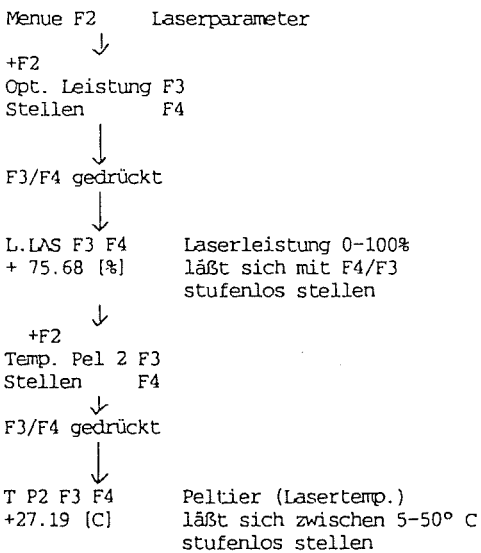 Menue F2 Laserparameter
+F2
Opt. Leistung F3
Stellen F4
F3/F4 gedrückt
L.LAS F3 F4 Laserleistung 0-100%
+ 75.68 [%] läßt sich mit F4/F3
stufenlos stellen
+F2
Temp. Pel 2 F3
Stellen F4
F3/F4 gedrückt
T P2 F3 F4 Peltier (Lasertemp.)
+27.19 [C] läßt sich zwischen 5-50° C
stufenlos stellen